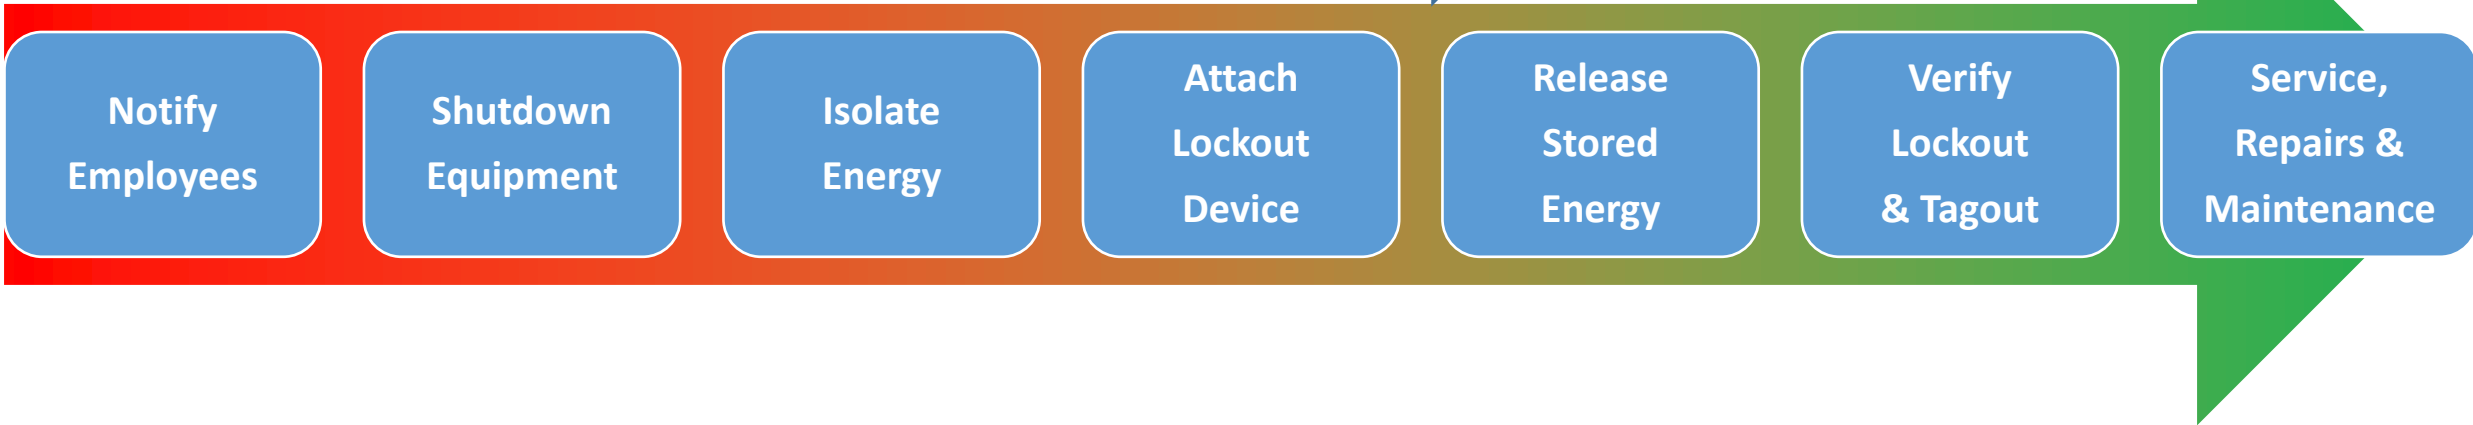 Notify
Employees
Shutdown
Equipment
Isolate
Energy
Attach
Lockout
Device
Release
Stored
Energy
Verify
Lockout
& Tagout
Service,
Repairs &
Maintenance